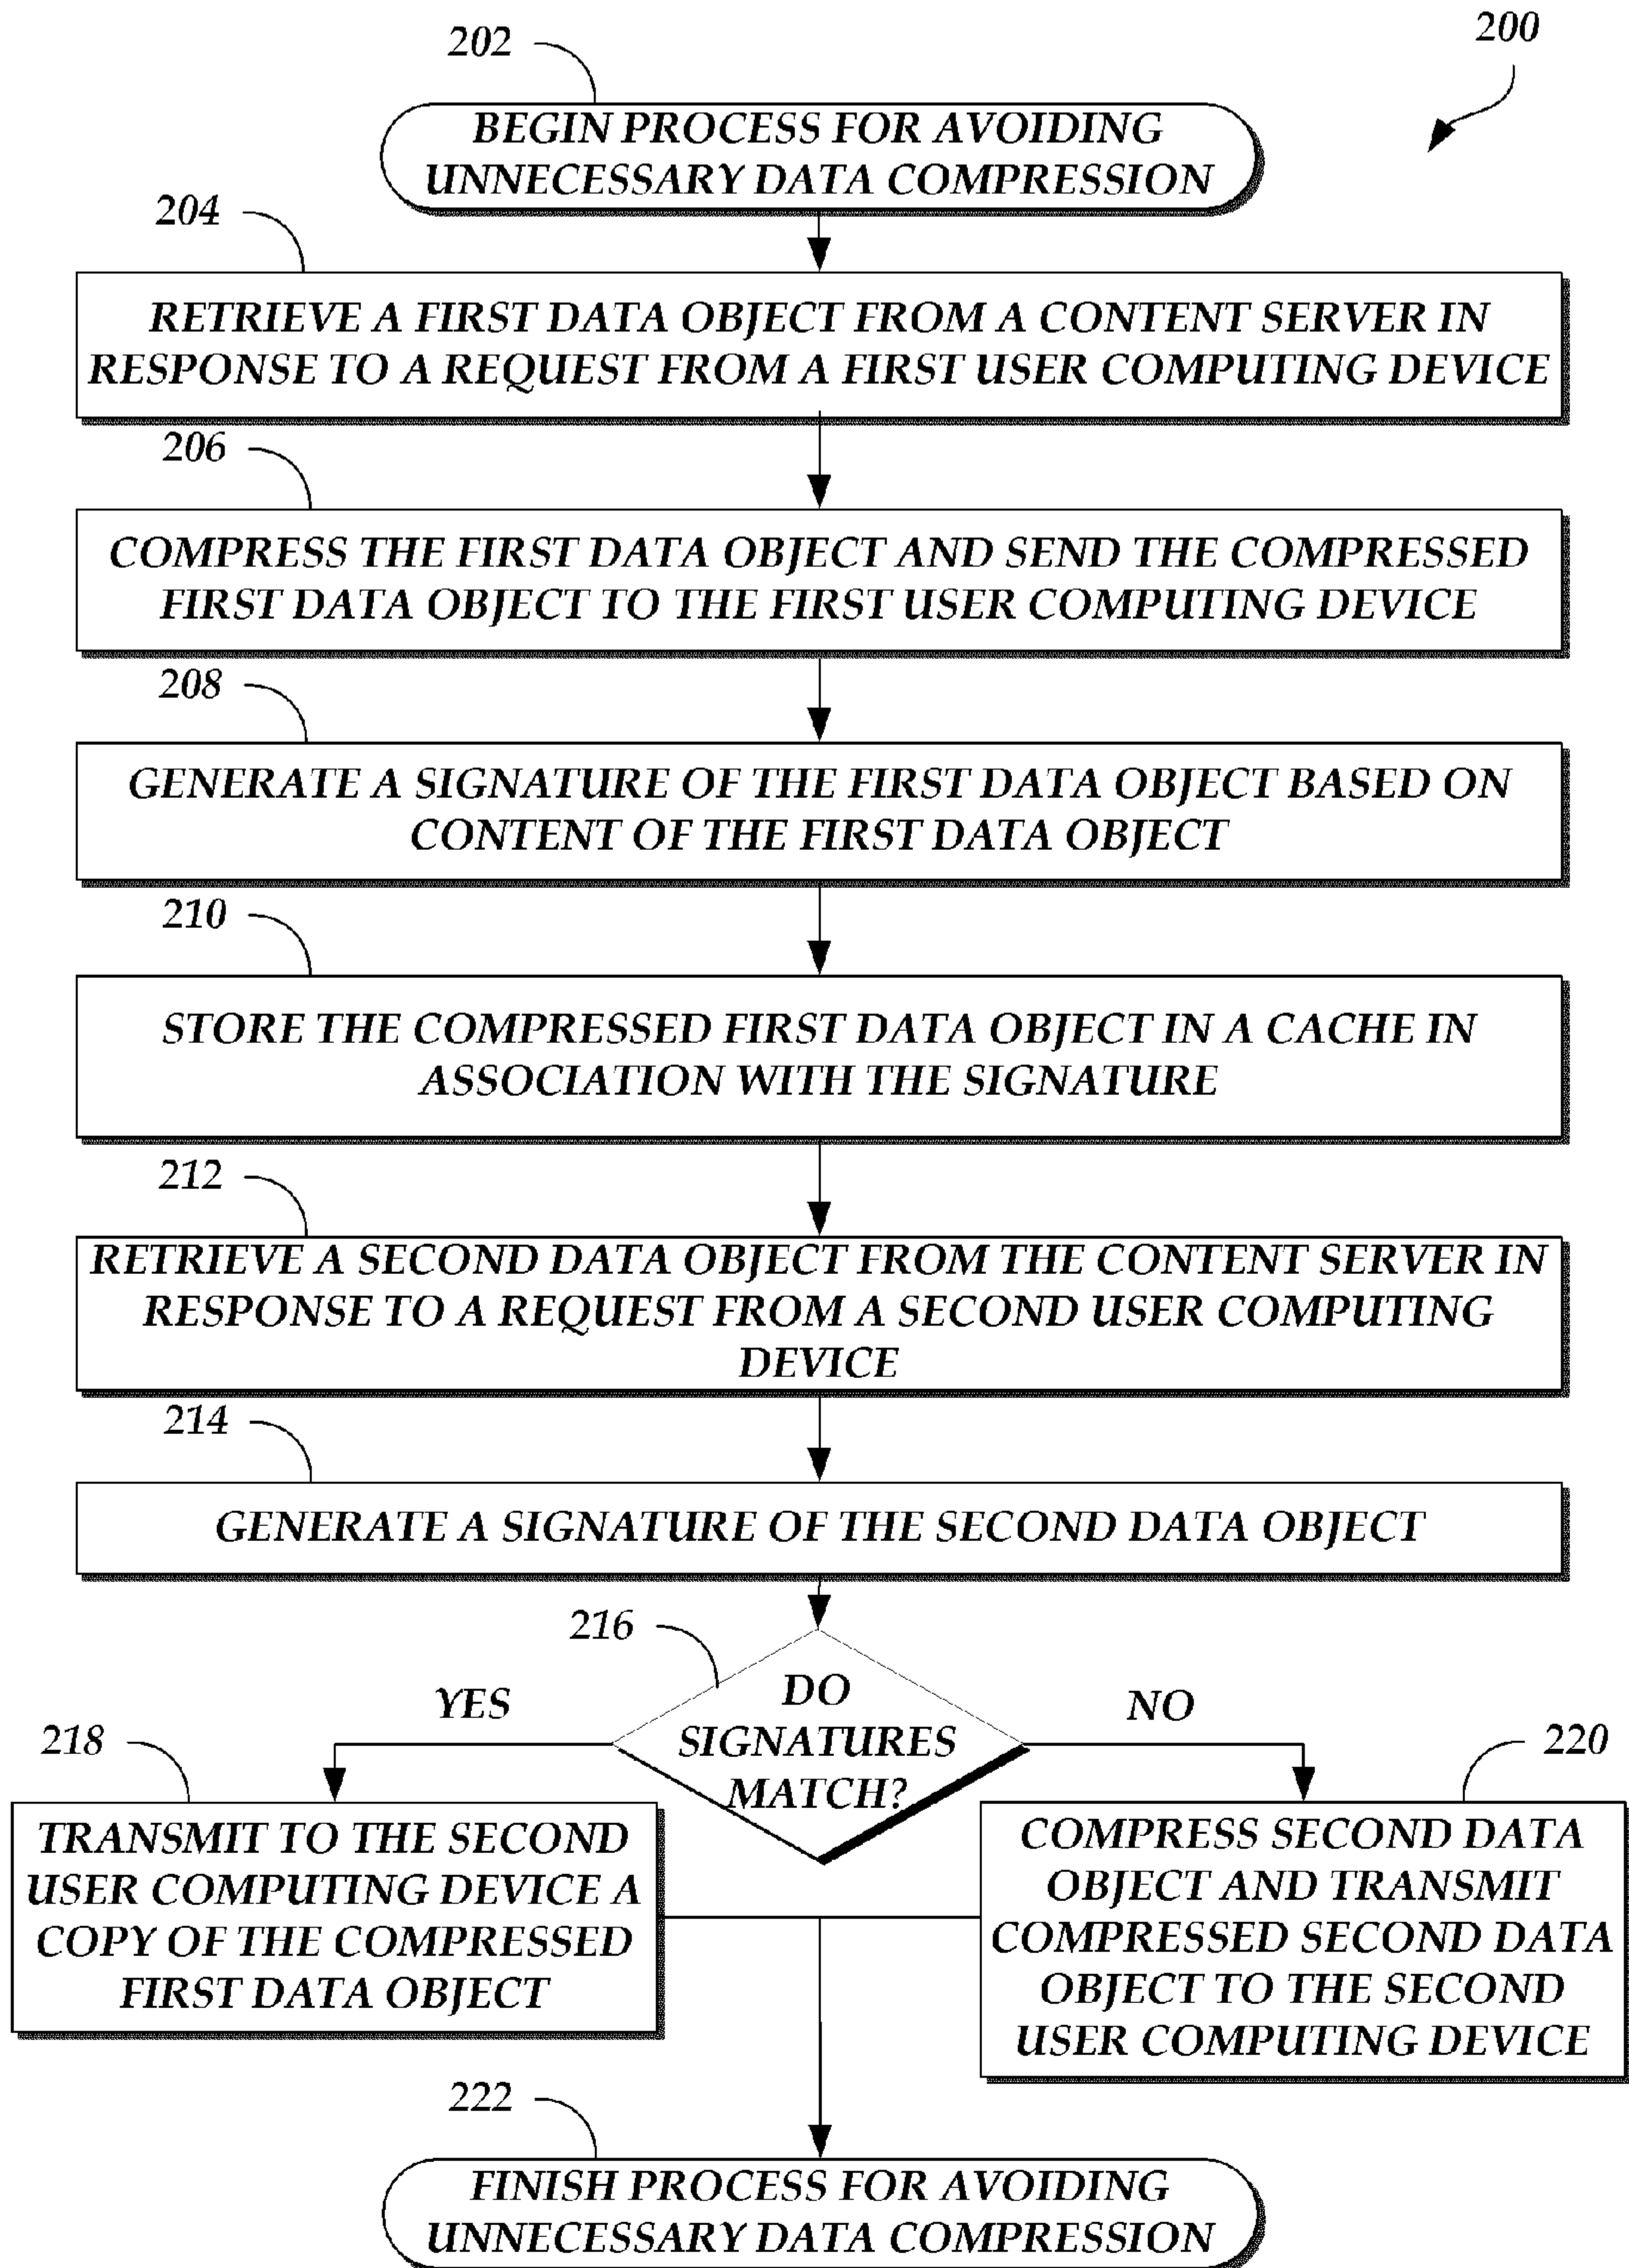 202
200
BEGIN PROCESS FOR AVOIDING
UNNECESSARY DATA COMPRESSION
204
RETRIEVE A FIRST DATA OBJECT FROM A CONTENT SERVER IN
RESPONSE TO A REQUEST FROM A FIRST USER COMPUTING DEVICE
206
COMPRESS THE FIRST DATA OBJECT AND SEND THE COMPRESSED
FIRST DATA OBJECT TO THE FIRST USER COMPUTING DEVICE
208
GENERATE A SIGNATURE OF THE FIRST DATA OBJECT BASED ON
CONTENT OF THE FIRST DATA OBJECT
210
STORE THE COMPRESSED FIRST DATA OBJECT IN A CACHE IN
ASSOCIATION WITH THE SIGNATURE
212
RETRIEVE A SECOND DATA OBJECT FROM THE CONTENT SERVER IN
RESPONSE TO A REQUEST FROM A SECOND USER COMPUTING
DEVICE
214
GENERATE A SIGNATURE OF THE SECOND DATA OBJECT
216
DO
SIGNATURES
MATCH?
YES
NO
218
TRANSMIT TO THE SECOND
USER COMPUTING DEVICE A
COPY OF THE COMPRESSED
FIRST DATA OBJECT
220
COMPRESS SECOND DATA
OBJECT AND TRANSMIT
COMPRESSED SECOND DATA
OBJECT TO THE SECOND
USER COMPUTING DEVICE
222
FINISH PROCESS FOR AVOIDING
UNNECESSARY DATA COMPRESSION